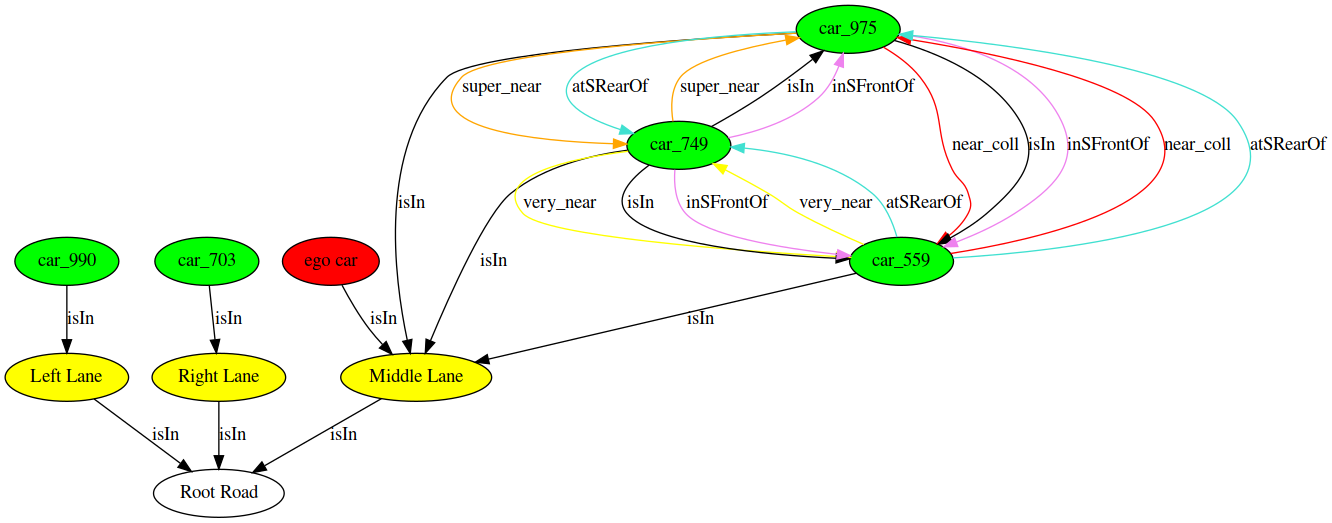 car_975
super_near
atSRearOf
super_near
isIn
inSFrontOf
car_749
near_coll
isIn
inSFrontOf
near_coll
atSRearOf
isIn
very_near
isIn
inSFrontOf
very_near
atSRearOf
car_990
car_703
ego car
isIn
car_559
isIn
isIn
isIn
isIn
Left Lane
Right Lane
Middle Lane
isIn
isIn
isIn
Root Road